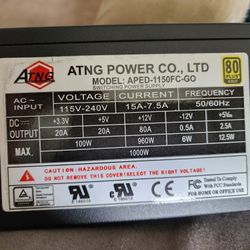 ATNG
ATNG POWER CO., LTD
MODEL: APED-1150FC-GO
SWITCHING POWER SUPPLY
80 PLUS
GOLD
AC~ INPUT VOLTAGE CURRENT FREQUENCY
115V-240V 15A-7.5A 50/60Hz
DC OUTPUT +3.3V +5V +12V -12V +5Vsb
20A 20A 80A 0.5A 2.5A
MAX. 100W 960W 6W 12.5W
1000W
CAUTION: HAZARDOUS AREA.
DO NOT REMOVE THIS COVER!SELECT THE RIGHT VOLTAGE.
Tested To Comply
With FCC Standards
FOR HOME OR OFFICE USE